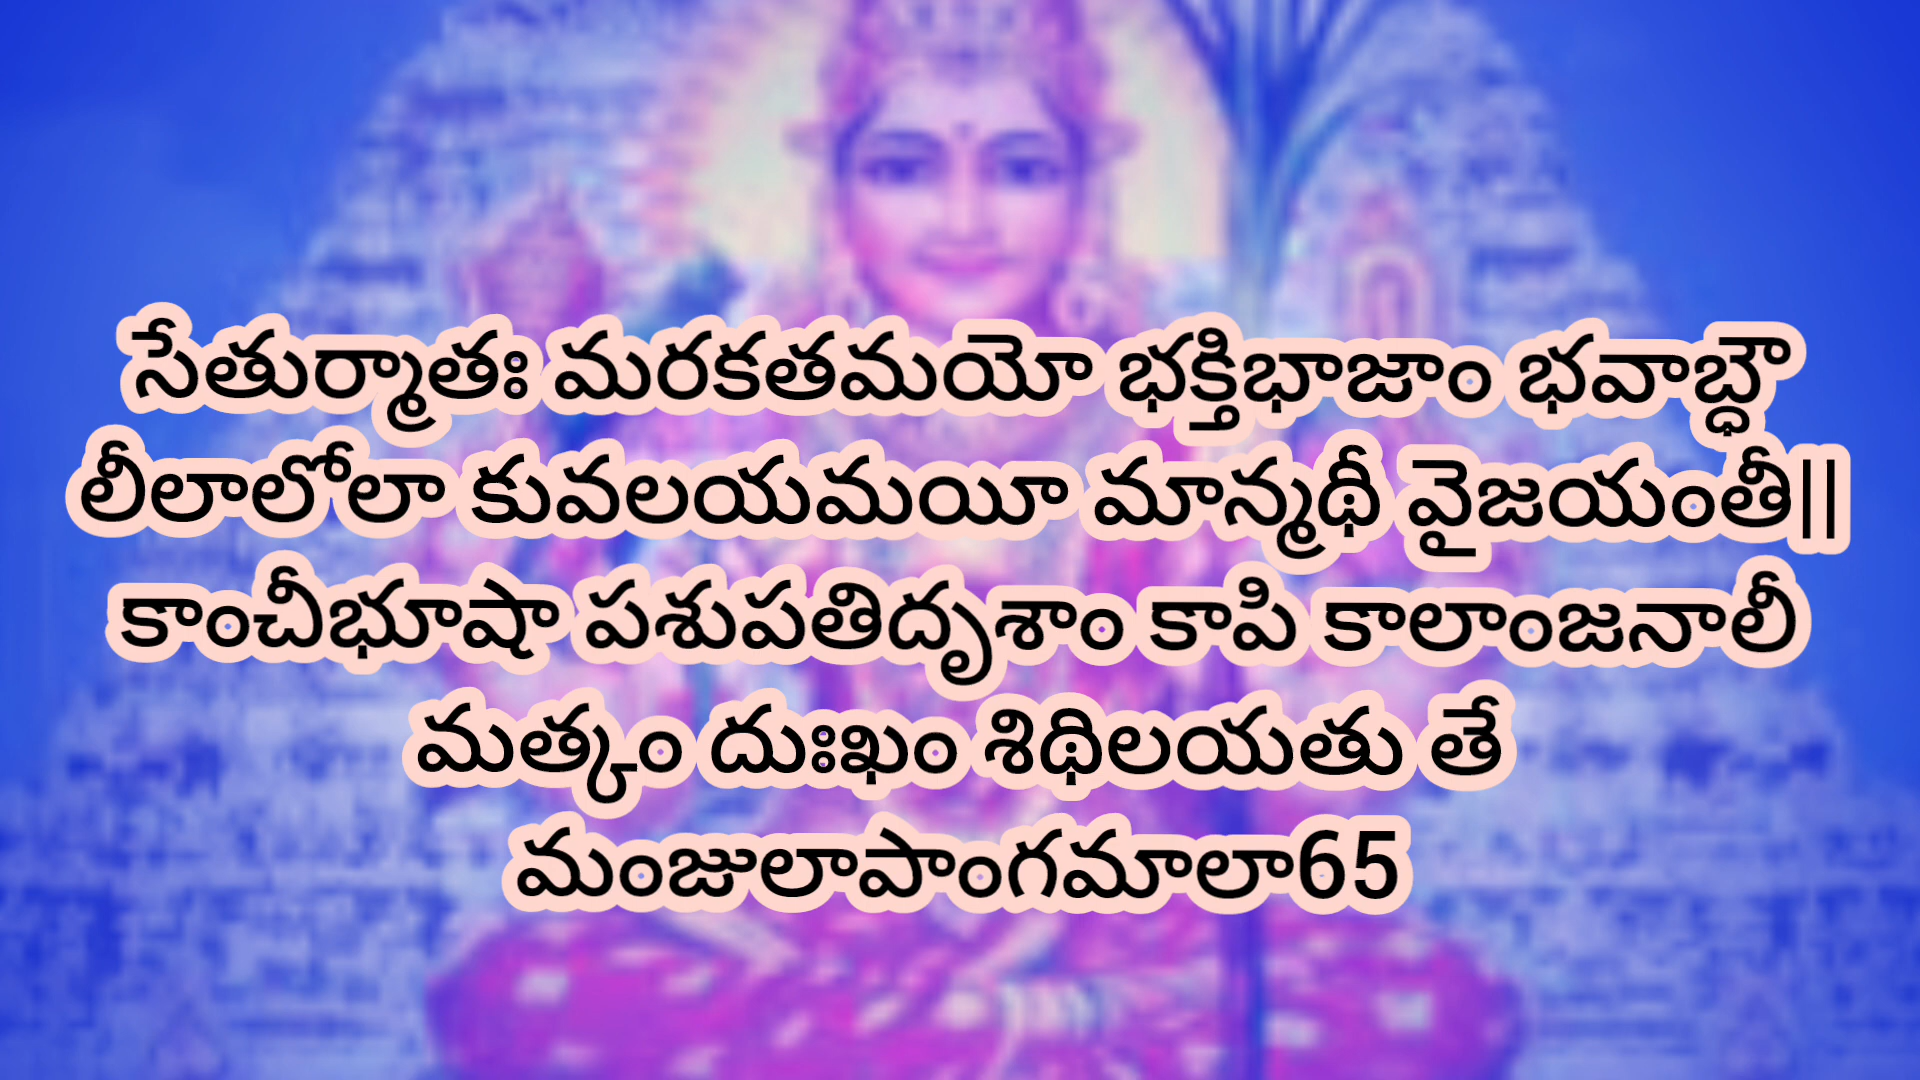 సేతుర్మాతః మరకతమయో భక్తిభాజాం భవాబ్ధౌ
లీలాలోలా కువలయమయీ మాన్మథీ వైజయంతీ||
కాంచీభూషా పశుపతిదృశాం కాపి కాలాంజనాలీ
మత్కం దుఃఖం శిథిలయతు తే
మంజులాపాంగమాలా65